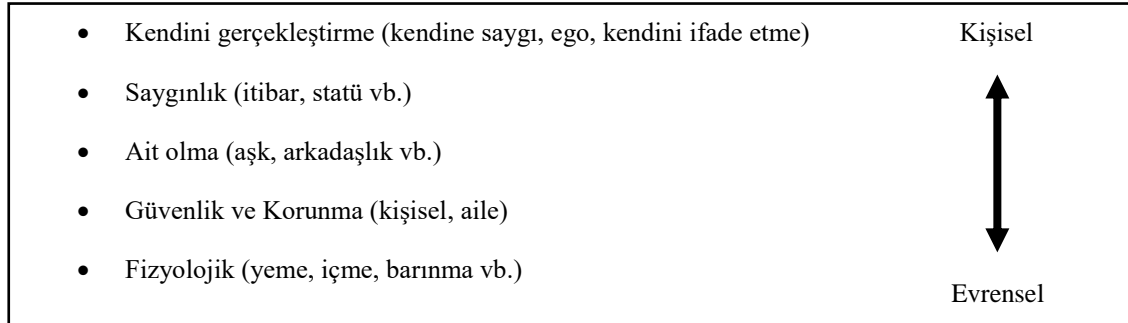 • Kendini gerçekleştirme (kendine saygı, ego, kendini ifade etme) Kişisel
• Saygınlık (itibar, statü vb.)
• Ait olma (aşk, arkadaşlık vb.)
• Güvenlik ve Korunma (kişisel, aile)
• Fizyolojik (yeme, içme, barınma vb.)
Evrensel